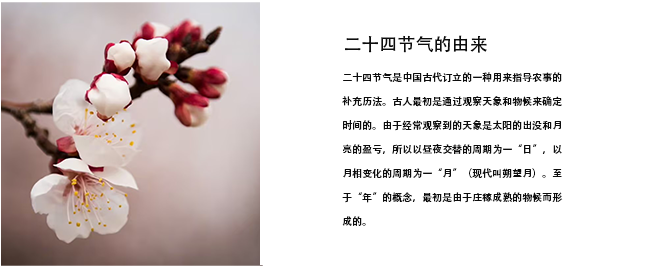 二十四节气的由来
二十四节气是中国古代订立的一种用来指导农事的
补充历法。古人最初是通过观察天象和物候来确定
时间的。由于经常观察到的天象是太阳的出没和月
亮的盈亏，所以以昼夜交替的周期为一“日”，以
月相变化的周期为一“月”（现代叫朔望月）。至
于“年”的概念，最初是由于庄稼成熟的物候而形
成的。